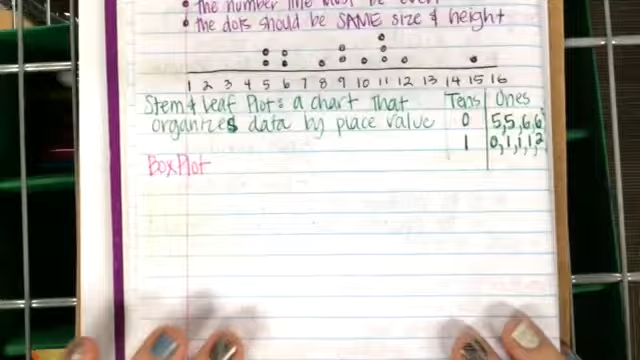 the number line must be even
the dots should be SAME size & height
1 2 3 4 5 6 7 8 9 10 11 12 13 14 15 16
Stem & Leaf Plot: a chart that
organizes data by place value
Tens Ones
0 5,5,6,6
1 0,1,1,1,2
Box Plot